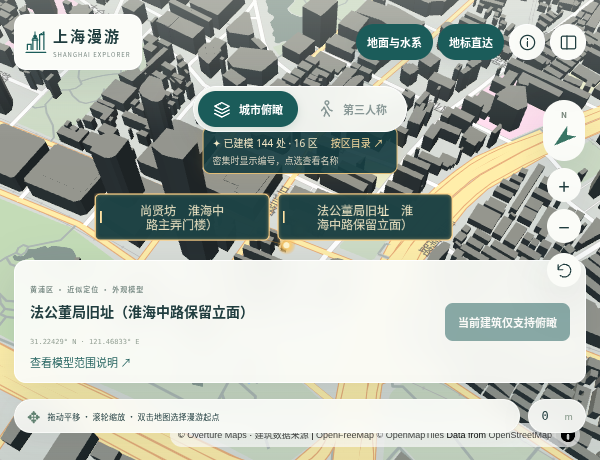 上海漫游
SHANGHAI EXPLORER
地面与水系
地标直达
N
城市俯瞰
第三人称
✦ 已建模 144 处 · 16 区 按区目录 ↗
密集时显示编号，点选查看名称
尚贤坊 淮海中
路主弄门楼）
法公董局旧址 淮
海中路保留立面）
黄浦区 · 近似定位 · 外观模型
法公董局旧址（淮海中路保留立面）
31.22429° N · 121.46833° E
查看模型范围说明 ↗
当前建筑仅支持俯瞰
拖动平移 · 滚轮缩放 · 双击地图选择漫游起点
0 m
© Overture Maps · 建筑数据来源 | OpenFreeMap © OpenMapTiles Data from OpenStreetMap